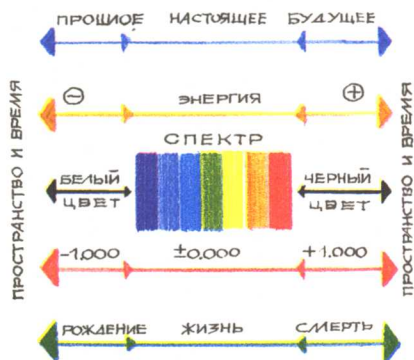 ПРОШЛОЕ НАСТОЯЩЕЕ БУДУЩЕЕ
⊖ ЭНЕРГИЯ ⊕
СПЕКТР
БЕЛЫЙ ЦВЕТ
ЧЕРНЫЙ ЦВЕТ
-1.000 ±0.000 +1.000
РОЖДЕНИЕ ЖИЗНЬ СМЕРТЬ
ПРОСТРАНСТВО И ВРЕМЯ
ПРОСТРАНСТВО И ВРЕМЯ